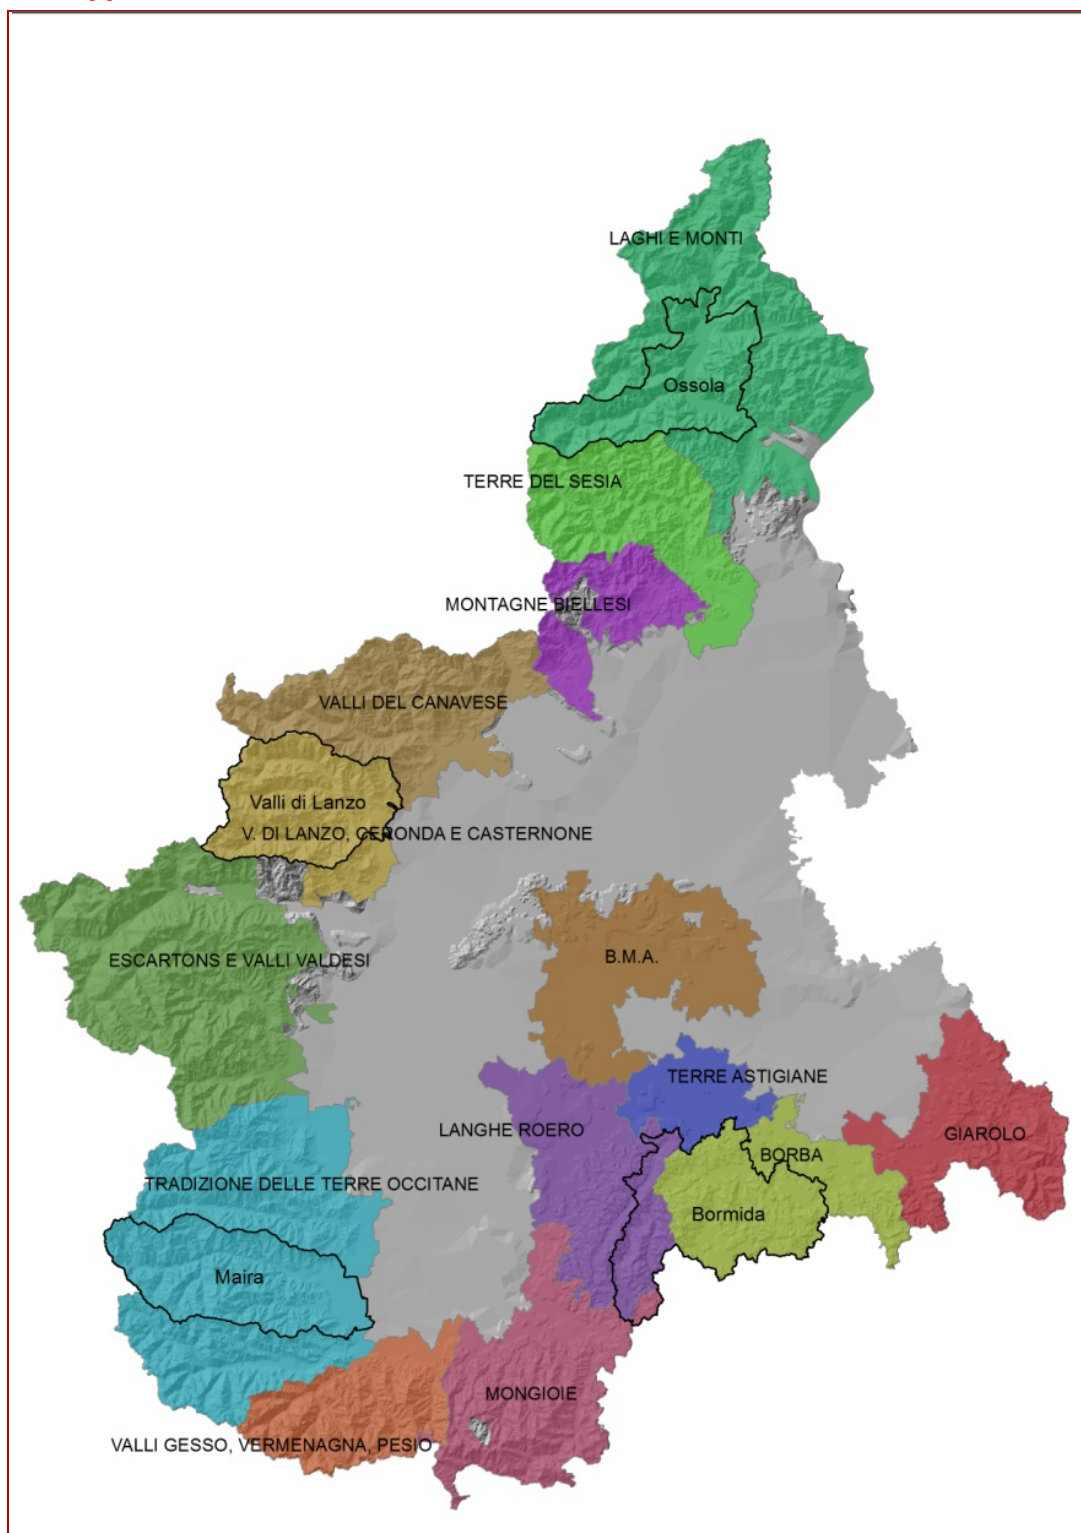 LAGHI E MONTI
Ossola
TERRE DEL SESIA
MONTAGNE BIELLESI
VALLI DEL CANAVESE
Valli di Lanzo
V. DI LANZO, CERONDA E CASTERNONE
B.M.A.
ESCARTONS E VALLI VALDESI
TERRE ASTIGIANE
LANGHE ROERO
GIAROLO
BORBA
TRADIZIONE DELLE TERRE OCCITANE
Bormida
Maira
MONGIOIE
VALLI GESSO, VERMENAGNA, PESIO